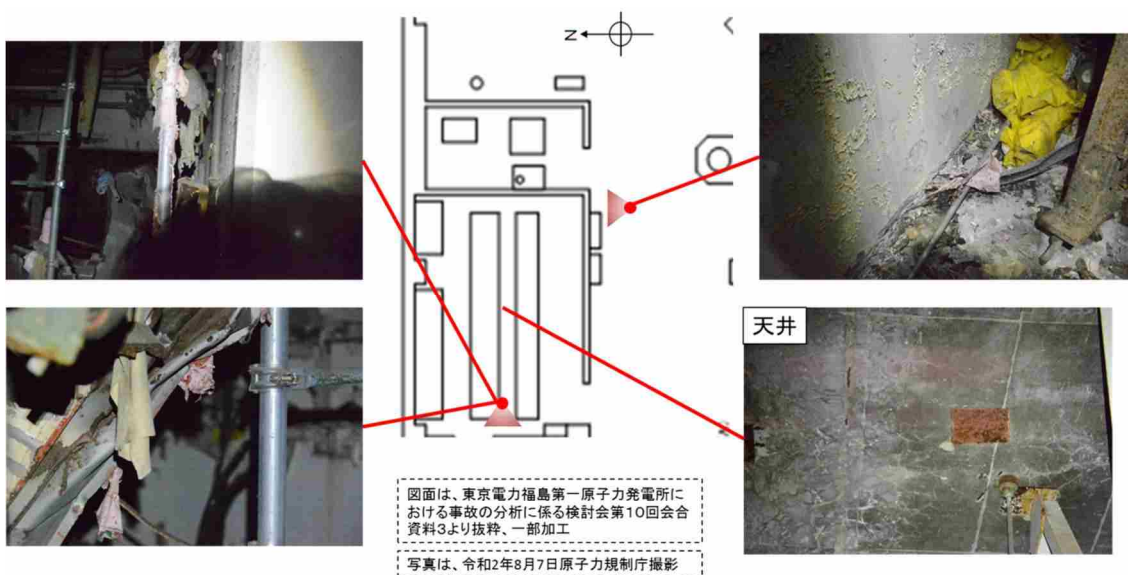 N
天井
図面は、東京電力福島第一原子力発電所に
おける事故の分析に係る検討会第10回会合
資料3より抜粋、一部加工
写真は、令和2年8月7日原子力規制庁撮影